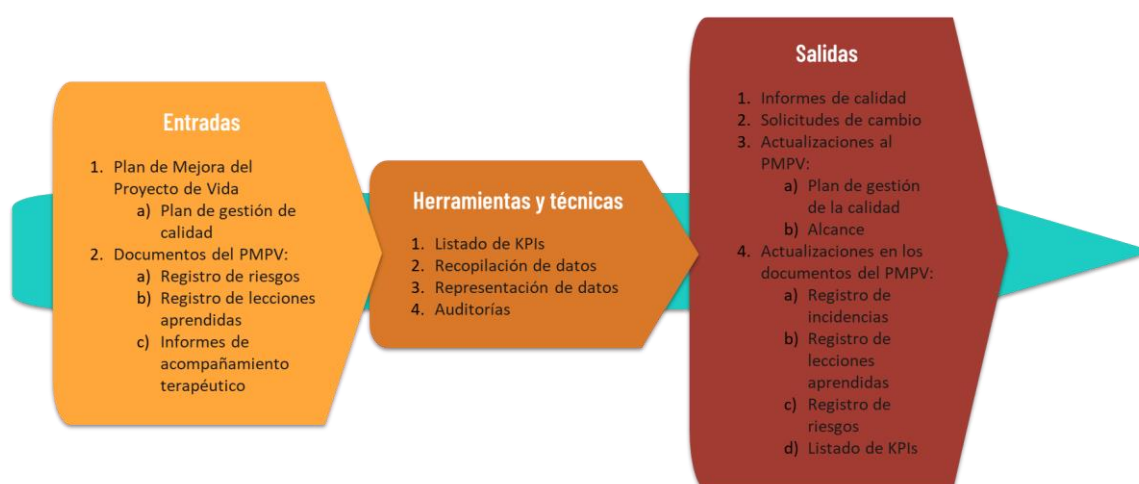 Entradas
1. Plan de Mejora del
Proyecto de Vida
a) Plan de gestión de
calidad
2. Documentos del PMPV:
a) Registro de riesgos
b) Registro de lecciones
aprendidas
c) Informes de
acompañamiento
terapéutico
Herramientas y técnicas
1. Listado de KPIs
2. Recopilación de datos
3. Representación de datos
4. Auditorías
Salidas
1. Informes de calidad
2. Solicitudes de cambio
3. Actualizaciones al
PMPV:
a) Plan de gestión
de la calidad
b) Alcance
4. Actualizaciones en los
documentos del PMPV:
a) Registro de
incidencias
b) Registro de
lecciones
aprendidas
c) Registro de
riesgos
d) Listado de KPIs